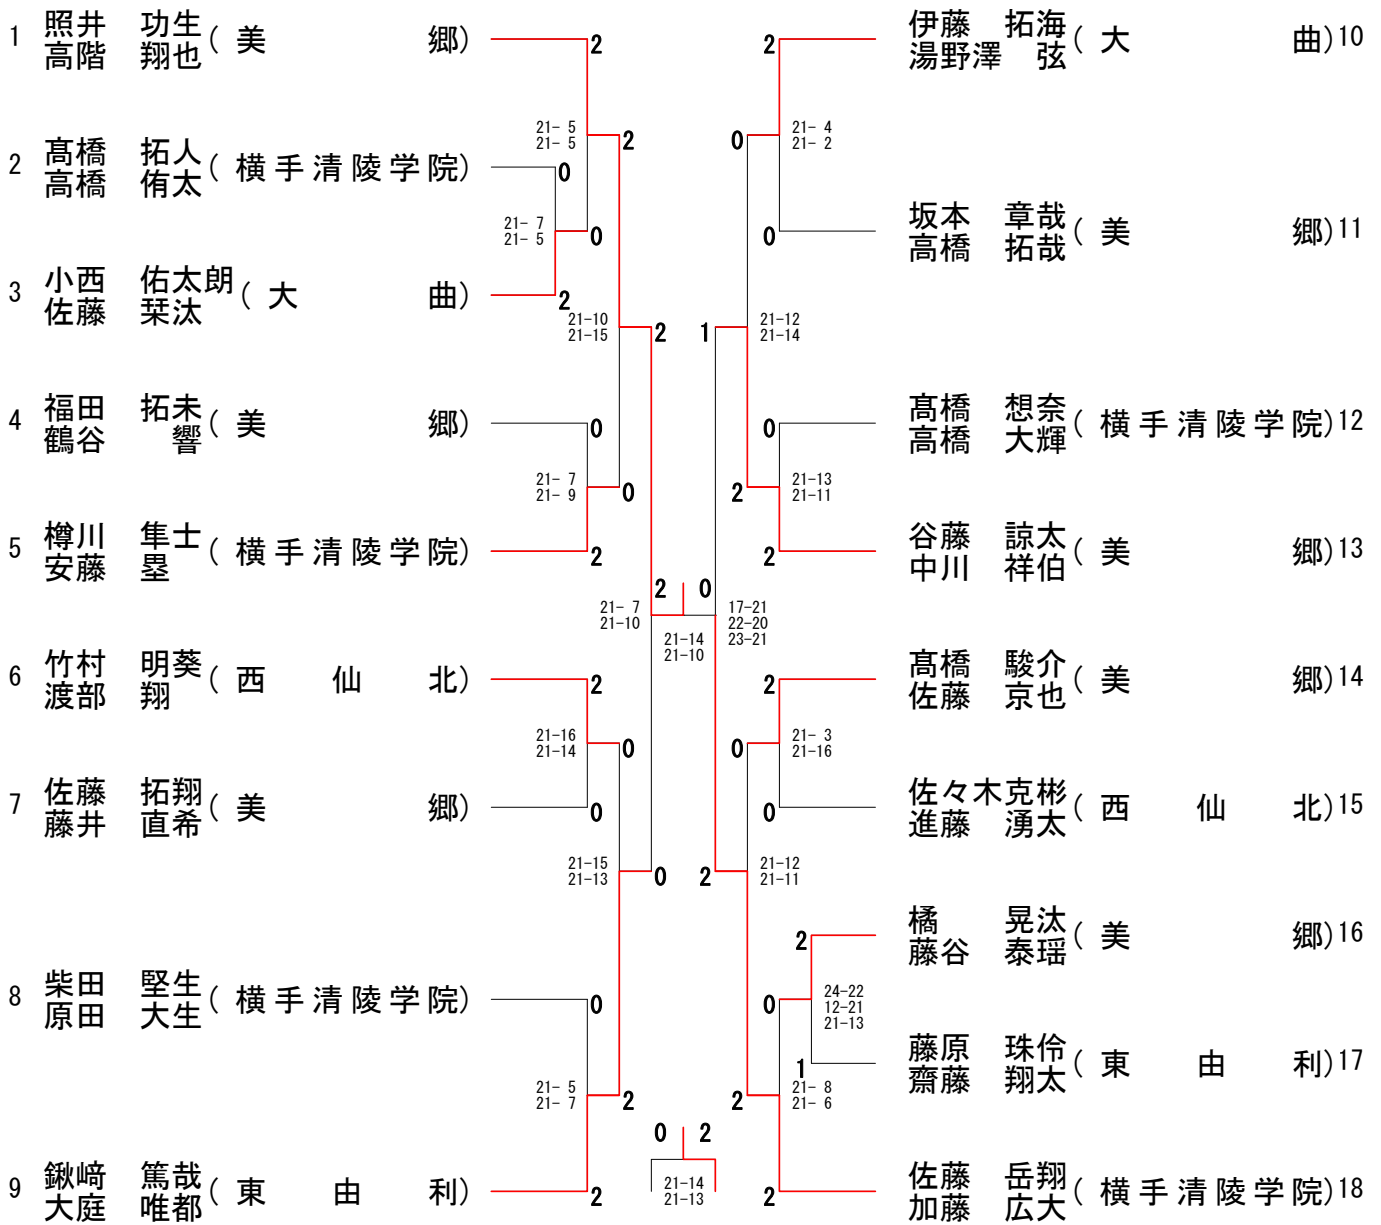 1 照井 功生 ( 美 郷)
高階 翔也
2 髙橋 拓人 ( 横手清陵学院)
高橋 侑太
3 小西 佑太朗 ( 大 曲)
佐藤 栞汰
4 福田 拓未 ( 美 郷)
鶴谷 響
5 樽川 隼士 ( 横手清陵学院)
安藤 塁
6 竹村 明葵 ( 西 仙 北)
渡部 翔
7 佐藤 拓翔 ( 美 郷)
藤井 直希
8 柴田 堅生 ( 横手清陵学院)
原田 大生
9 鍬﨑 篤哉 ( 東 由 利)
大庭 唯都
2
21- 5
21- 5
2
0
21- 7
21- 5
0
2
21-10
21-15
2
0
21- 7
21- 9
0
2
2
0
21- 7
21-10
21-14
21-10
2
21-16
21-14
0
0
21-15
21-13
0
0
21- 5
21- 7
2
2
0
2
21-14
21-13
2
0
21- 4
21- 2
0
1
21-12
21-14
0
2
21-13
21-11
2
17-21
22-20
23-21
2
0
21- 3
21-16
0
2
21-12
21-11
2
0
24-22
12-21
21-13
1
2
21- 8
21- 6
2
伊藤 拓海 ( 大 曲)10
湯野澤 弦
坂本 章哉 ( 美 郷)11
高橋 拓哉
髙橋 想奈 ( 横手清陵学院)12
高橋 大輝
谷藤 諒太 ( 美 郷)13
中川 祥伯
髙橋 駿介 ( 美 郷)14
佐藤 京也
佐々木克彬 ( 西 仙 北)15
進藤 湧太
橘 晃汰 ( 美 郷)16
藤谷 泰瑶
藤原 珠伶 ( 東 由 利)17
齋藤 翔太
佐藤 岳翔 ( 横手清陵学院)18
加藤 広大